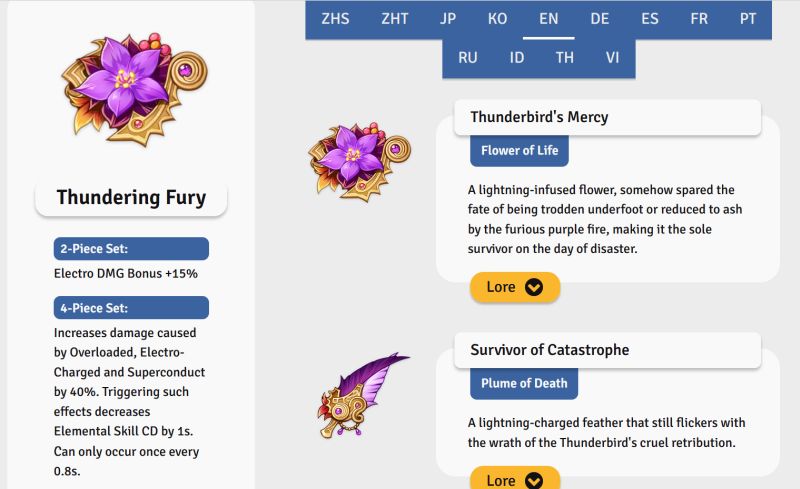 ZHS ZHT JP KO EN DE ES FR PT
RU ID TH VI
Thundering Fury
2-Piece Set:
Electro DMG Bonus +15%
4-Piece Set:
Increases damage caused
by Overloaded, Electro-
Charged and Superconduct
by 40%. Triggering such
effects decreases
Elemental Skill CD by 1s.
Can only occur once every
0.8s.
Thunderbird's Mercy
Flower of Life
A lightning-infused flower, somehow spared the
fate of being trodden underfoot or reduced to ash
by the furious purple fire, making it the sole
survivor on the day of disaster.
Lore
Survivor of Catastrophe
Plume of Death
A lightning-charged feather that still flickers with
the wrath of the Thunderbird's cruel retribution.
Lore